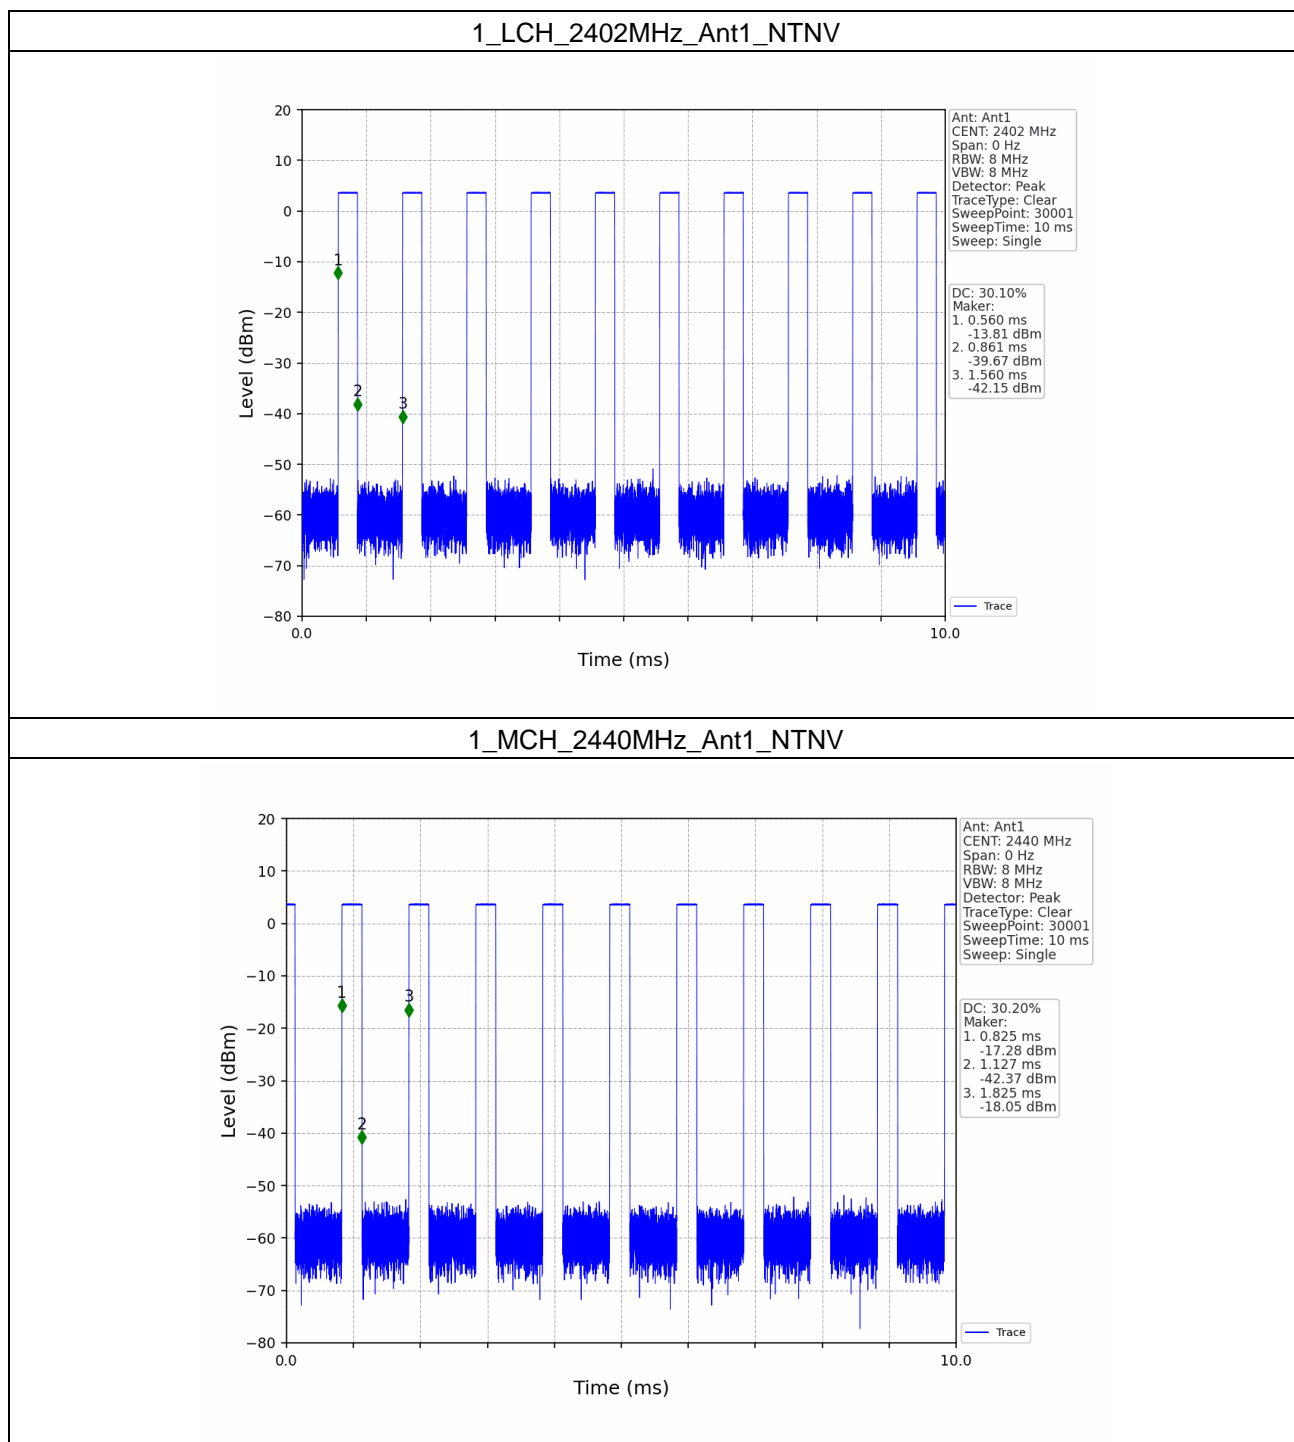 1_LCH_2402MHz_Ant1_NTNV
20
10
0
−10
−20
−30
−40
−50
−60
−70
−80
Level (dBm)
1
2
3
0.0
10.0
Time (ms)
Ant: Ant1
CENT: 2402 MHz
Span: 0 Hz
RBW: 8 MHz
VBW: 8 MHz
Detector: Peak
TraceType: Clear
SweepPoint: 30001
SweepTime: 10 ms
Sweep: Single
DC: 30.10%
Maker:
1. 0.560 ms
-13.81 dBm
2. 0.861 ms
-39.67 dBm
3. 1.560 ms
-42.15 dBm
Trace
1_MCH_2440MHz_Ant1_NTNV
20
10
0
−10
−20
−30
−40
−50
−60
−70
−80
Level (dBm)
1
2
3
0.0
10.0
Time (ms)
Ant: Ant1
CENT: 2440 MHz
Span: 0 Hz
RBW: 8 MHz
VBW: 8 MHz
Detector: Peak
TraceType: Clear
SweepPoint: 30001
SweepTime: 10 ms
Sweep: Single
DC: 30.20%
Maker:
1. 0.825 ms
-17.28 dBm
2. 1.127 ms
-42.37 dBm
3. 1.825 ms
-18.05 dBm
Trace